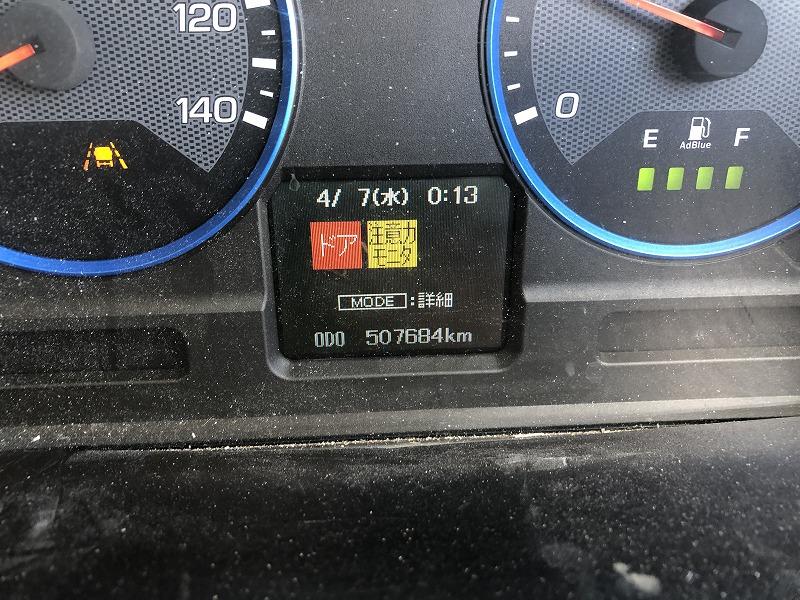 120
140
0
E F
AdBlue
4/ 7(水) 0:13
ドア 注意力
モニタ
MODE :詳細
ODO 507684km